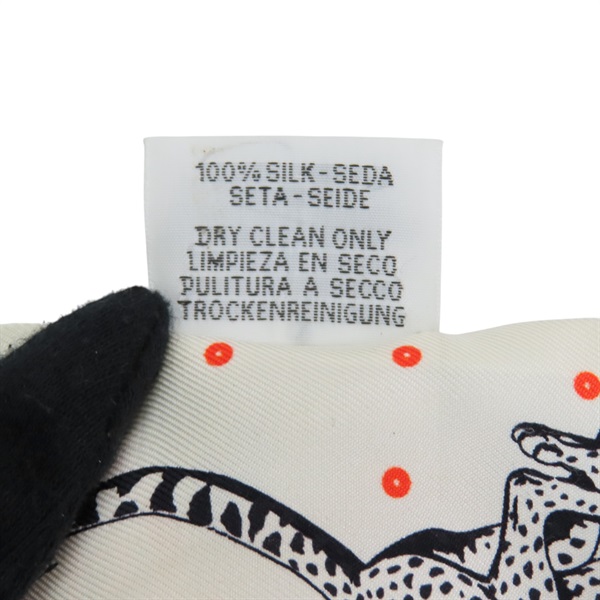 100% SILK-SEDA
SETA-SEIDE
DRY CLEAN ONLY
LIMPIEZA EN SECO
PULITURA A SECCO
TROCKENREINIGUNG